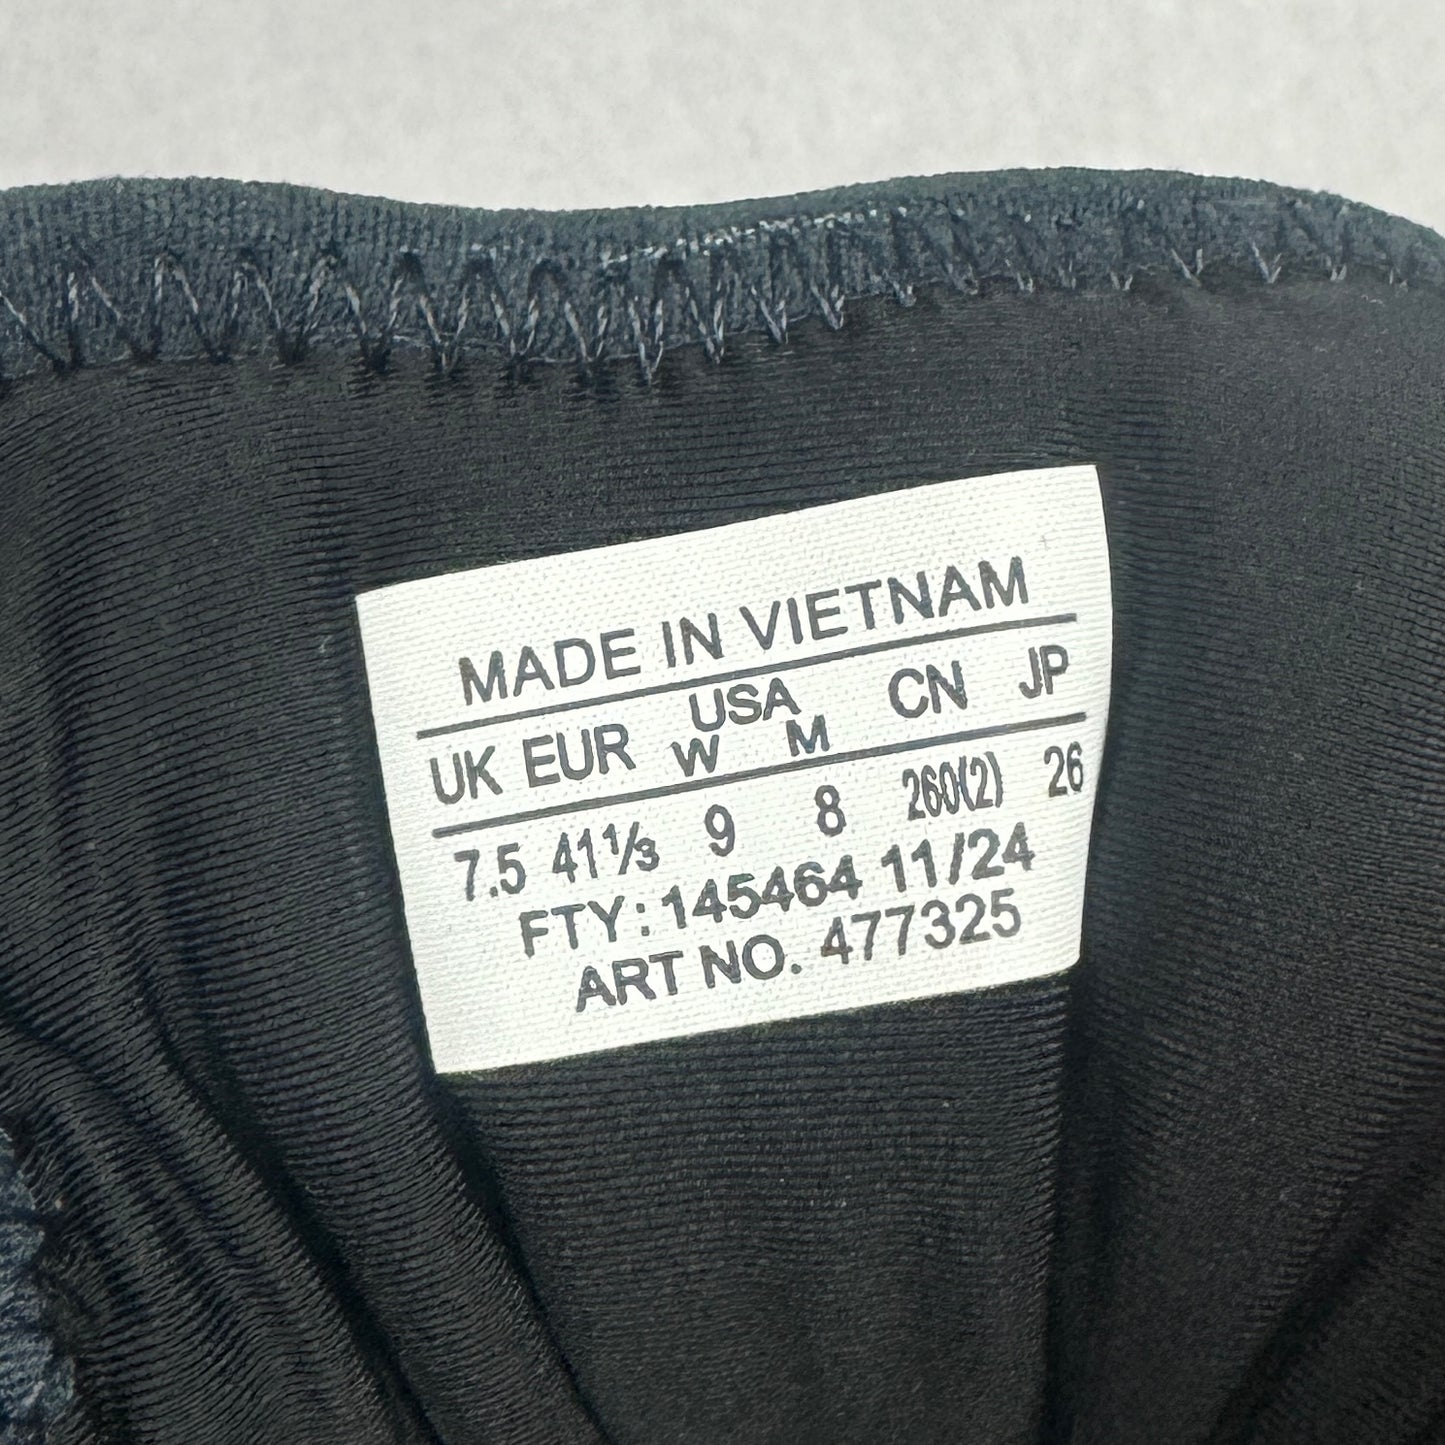 MADE IN VIETNAM
UK EUR USA CN JP
W M
7.5 41⅓ 9 8 260(2) 26
FTY: 145464 11/24
ART NO. 477325